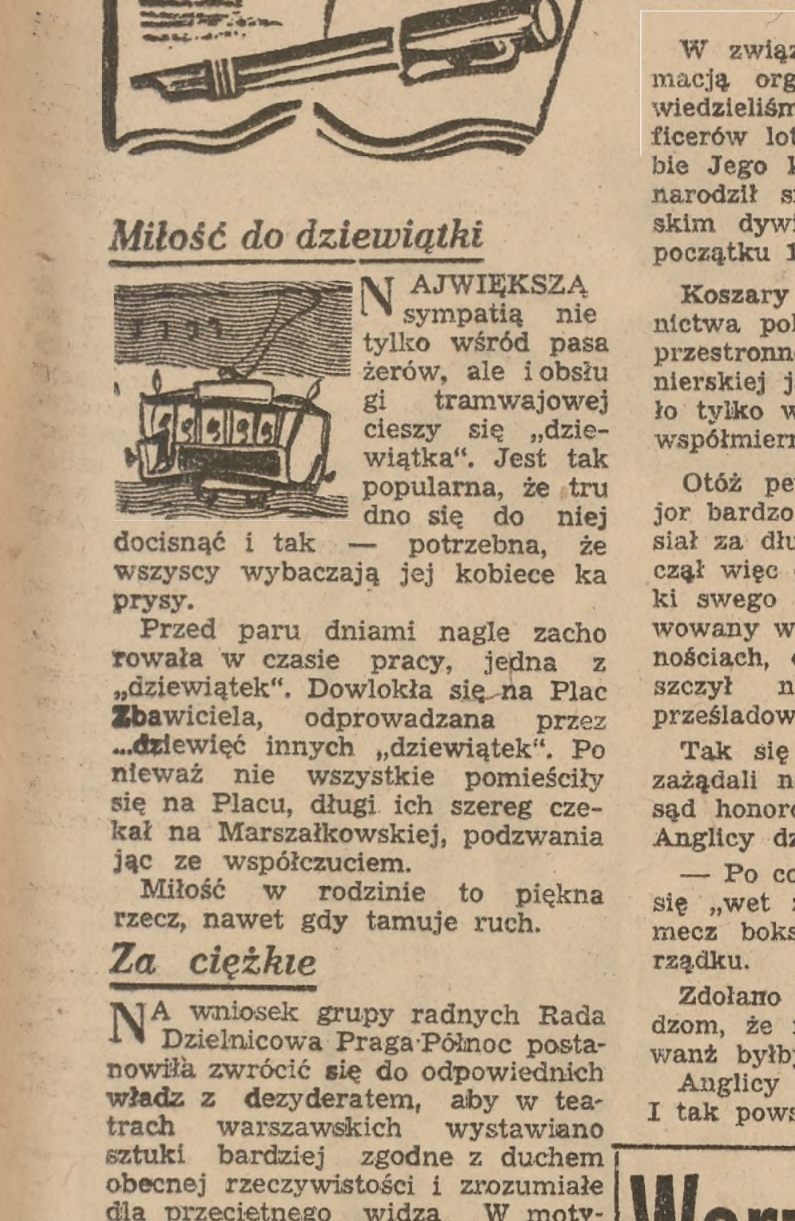 Miłość do dziewiątki
NAJWIĘKSZĄ
sympatią nie
tylko wśród pasa
żerów, ale i obsłu
gi tramwajowej
cieszy się „dzie-
wiątka“. Jest tak
popularna, że tru
dno się do niej
docisnąć i tak — potrzebna, że
wszyscy wybaczają jej kobiece ka
prysy.
Przed paru dniami nagle zacho
rowała w czasie pracy, jedna z
„dziewiątek“. Dowlokła się na Plac
Zbawiciela, odprowadzana przez
...dziewięć innych „dziewiątek“. Po
nieważ nie wszystkie pomieściły
się na Placu, długi ich szereg cze-
kał na Marszałkowskiej, podzwania
jąc ze współczuciem.
Miłość w rodzinie to piękna
rzecz, nawet gdy tamuje ruch.
Za ciężkie
NA wniosek grupy radnych Rada
Dzielnicowa Praga-Północ posta-
nowiła zwrócić się do odpowiednich
władz z dezyderatem, aby w tea-
trach warszawskich wystawiano
sztuki bardziej zgodne z duchem
obecnej rzeczywistości i zrozumiałe
dla przeciętnego widza. W moty-
W związ
macją org
wiedzieliśm
ficerów lot
bie Jego
narodził
skim dyw
początku 1
Koszary
nictwa pol
przestronn
nierskiej j
ło tylko w
współmiern
Otóż pe
jor bardzo
siał za dłu
czął więc
ki swego
wowany w
nościach,
szczył n
prześladow
Tak się
zażądali n
sąd honor
Anglicy dz
— Po co
się „wet z
mecz boks
rządku.
Zdołano
dzom, że
wanż byłby
Anglicy
I tak pows